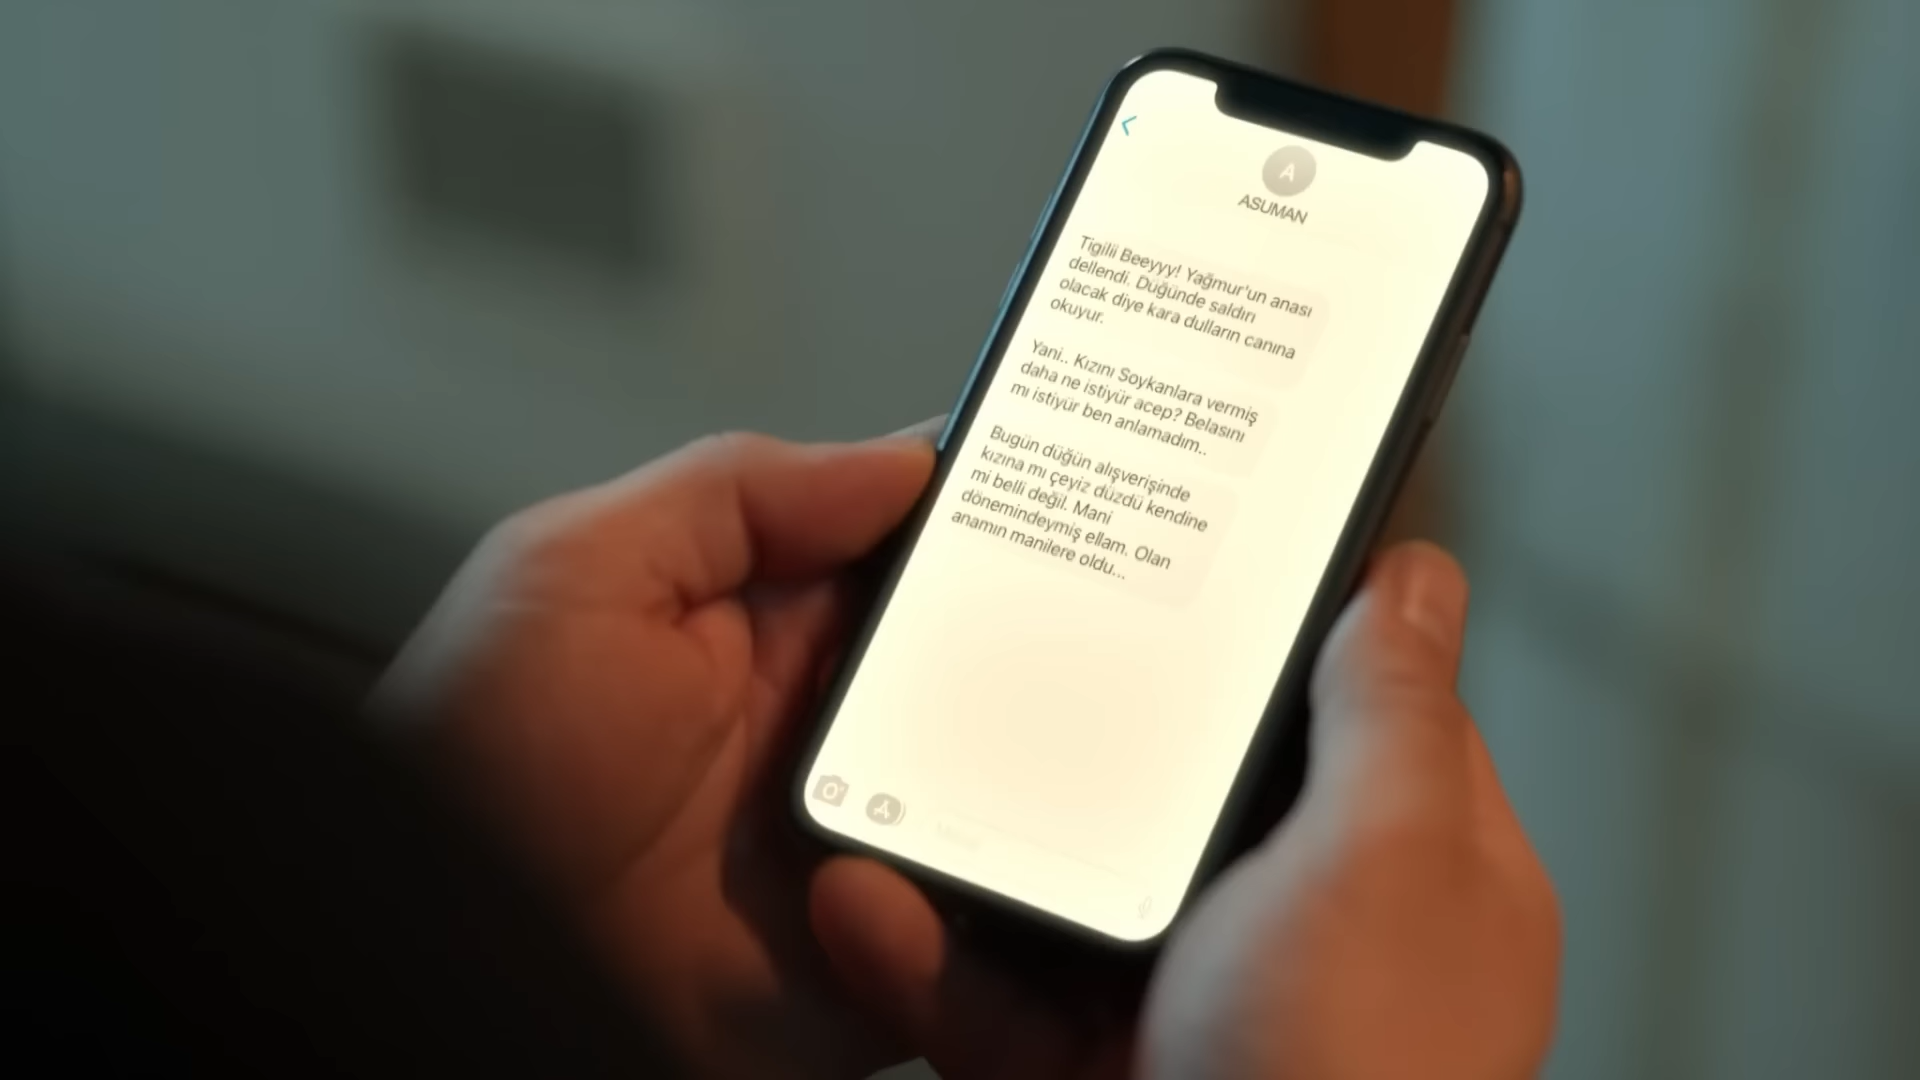 A
ASUMAN
Tigilii Beeyyy! Yağmur'un anası
dellendi. Düğünde saldırı
olacak diye kara dulların canına
okuyur.
Yani.. Kızını Soykanlara vermiş
daha ne istiyür acep? Belasını
mı istiyür ben anlamadım..
Bugün düğün alışverişinde
kızına mı çeyiz düzdü kendine
mi belli değil. Mani
dönemindeymiş ellam. Olan
anamın manilere oldu...